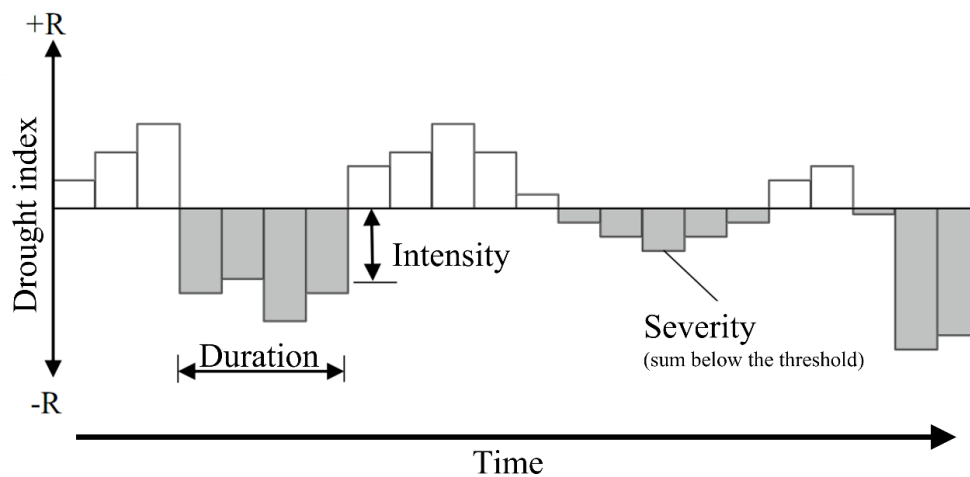 +R
Drought index
Intensity
Severity
(sum below the threshold)
Duration
-R
Time